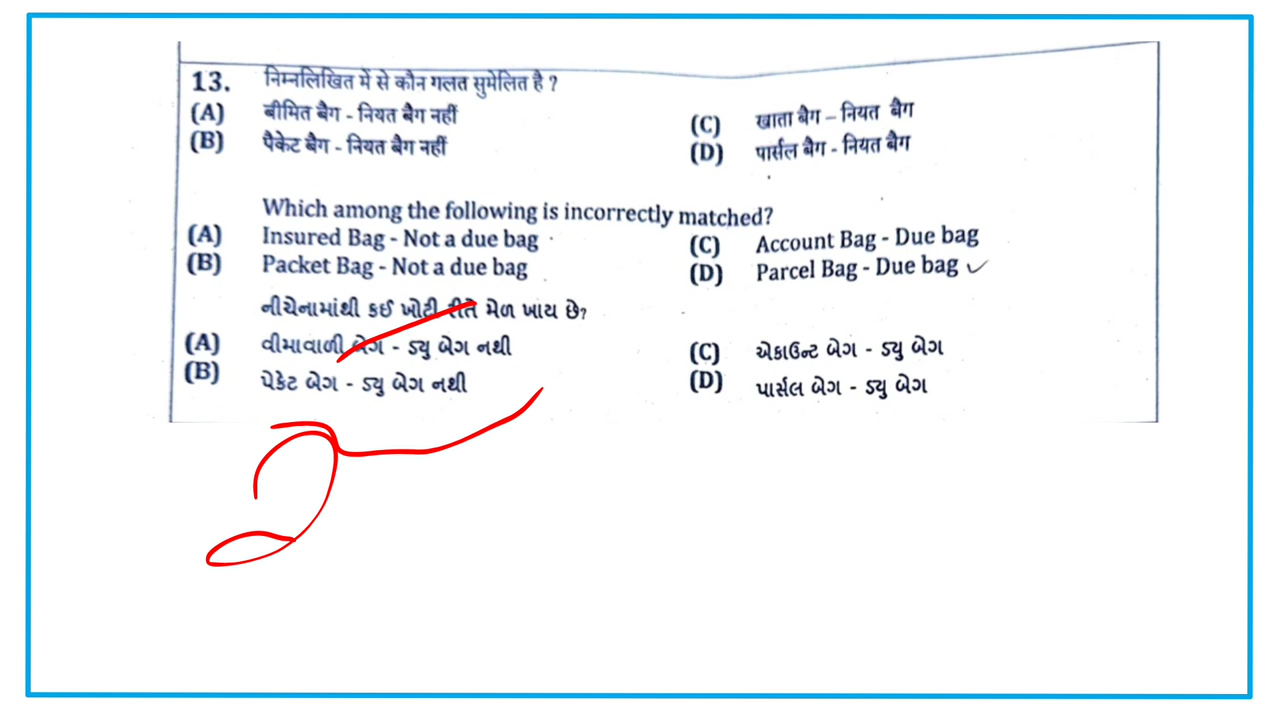 13. निम्नलिखित में से कौन गलत सुमेलित है ?
(A) बीमित बैग - नियत बैग नहीं
(C) खाता बैग – नियत बैग
(B) पैकेट बैग - नियत बैग नहीं
(D) पार्सल बैग - नियत बैग
Which among the following is incorrectly matched?
(A) Insured Bag - Not a due bag
(C) Account Bag - Due bag
(B) Packet Bag - Not a due bag
(D) Parcel Bag - Due bag
નીચેનામાંથી કઈ ખોટી રીતે મેળ ખાય છે?
(A) વીમાવાળી બેગ - ડ્યુ બેગ નથી
(C) એકાઉન્ટ બેગ - ડ્યુ બેગ
(B) પેકેટ બેગ - ડ્યુ બેગ નથી
(D) પાર્સલ બેગ - ડ્યુ બેગ